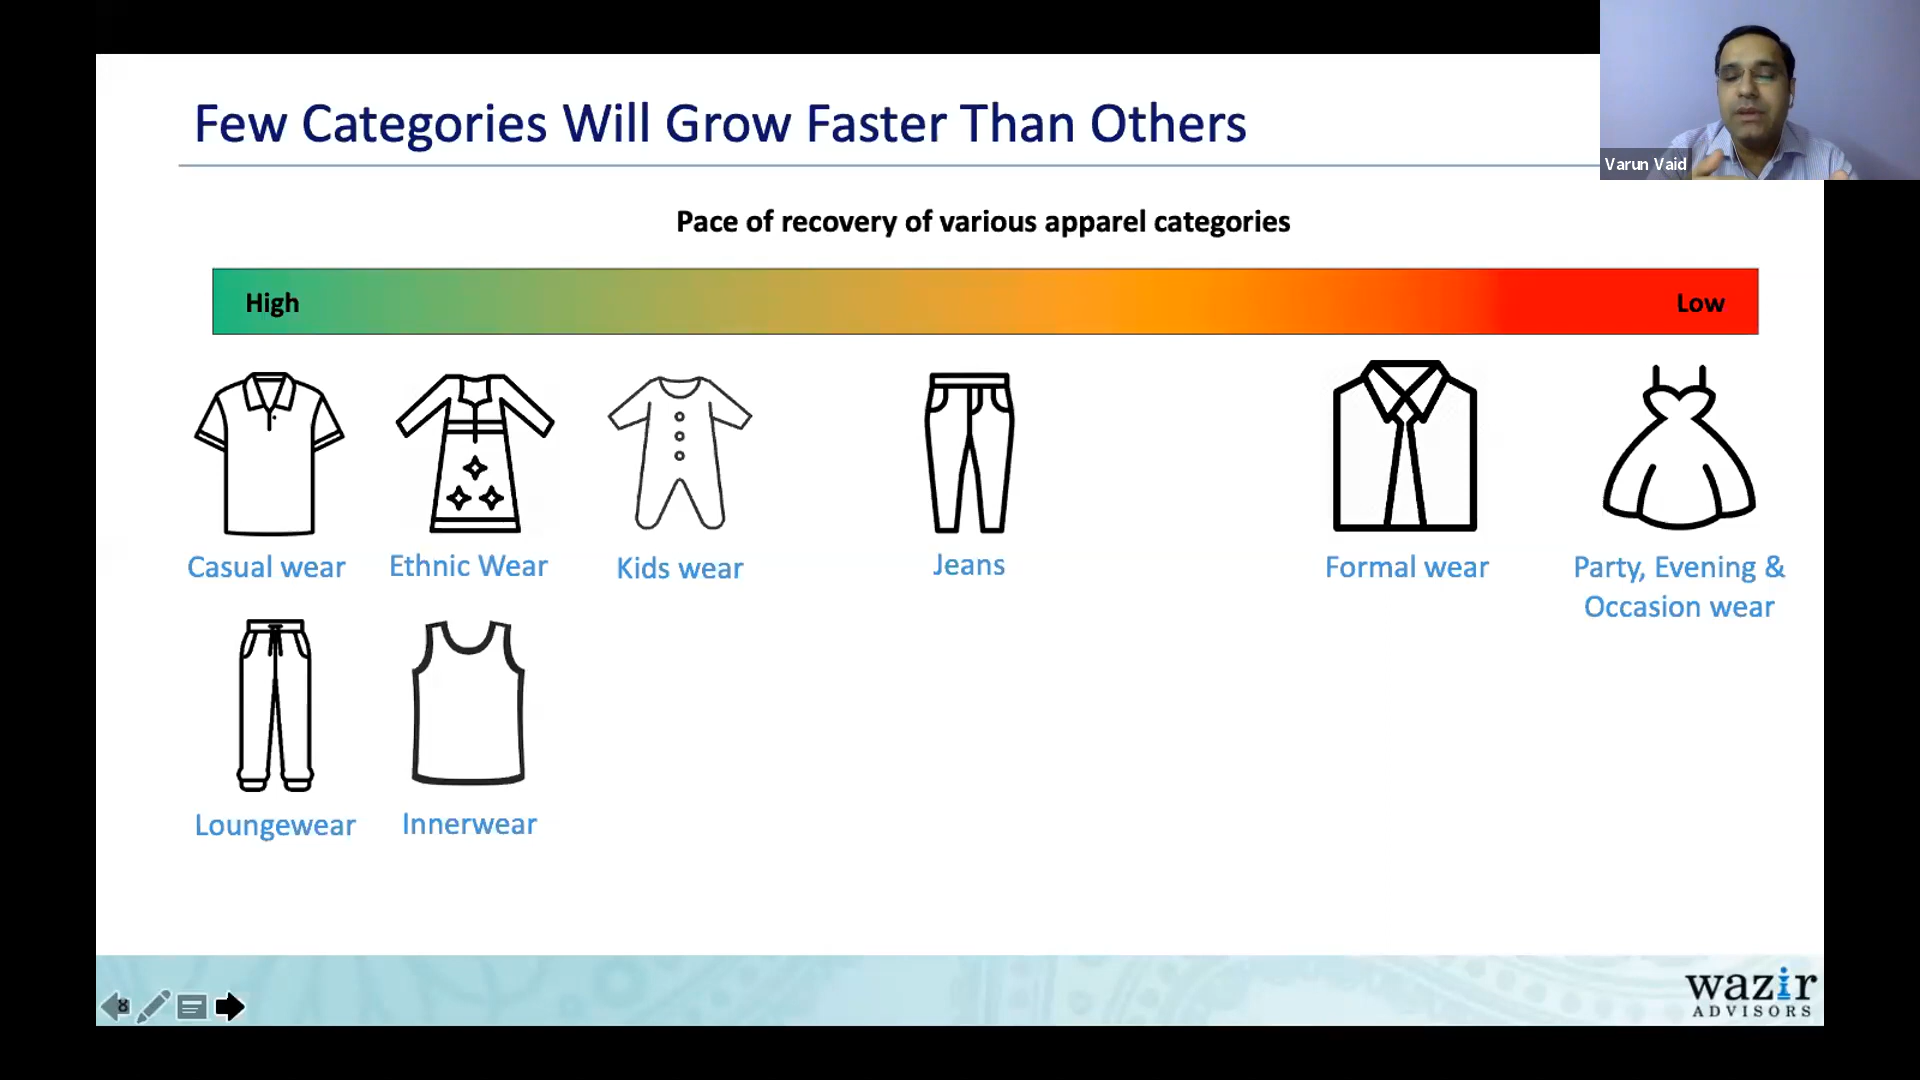 Few Categories Will Grow Faster Than Others
Varun Vaid
Pace of recovery of various apparel categories
High
Low
Casual wear
Ethnic Wear
Kids wear
Jeans
Formal wear
Party, Evening &
Occasion wear
Loungewear
Innerwear
8
wazir
ADVISORS